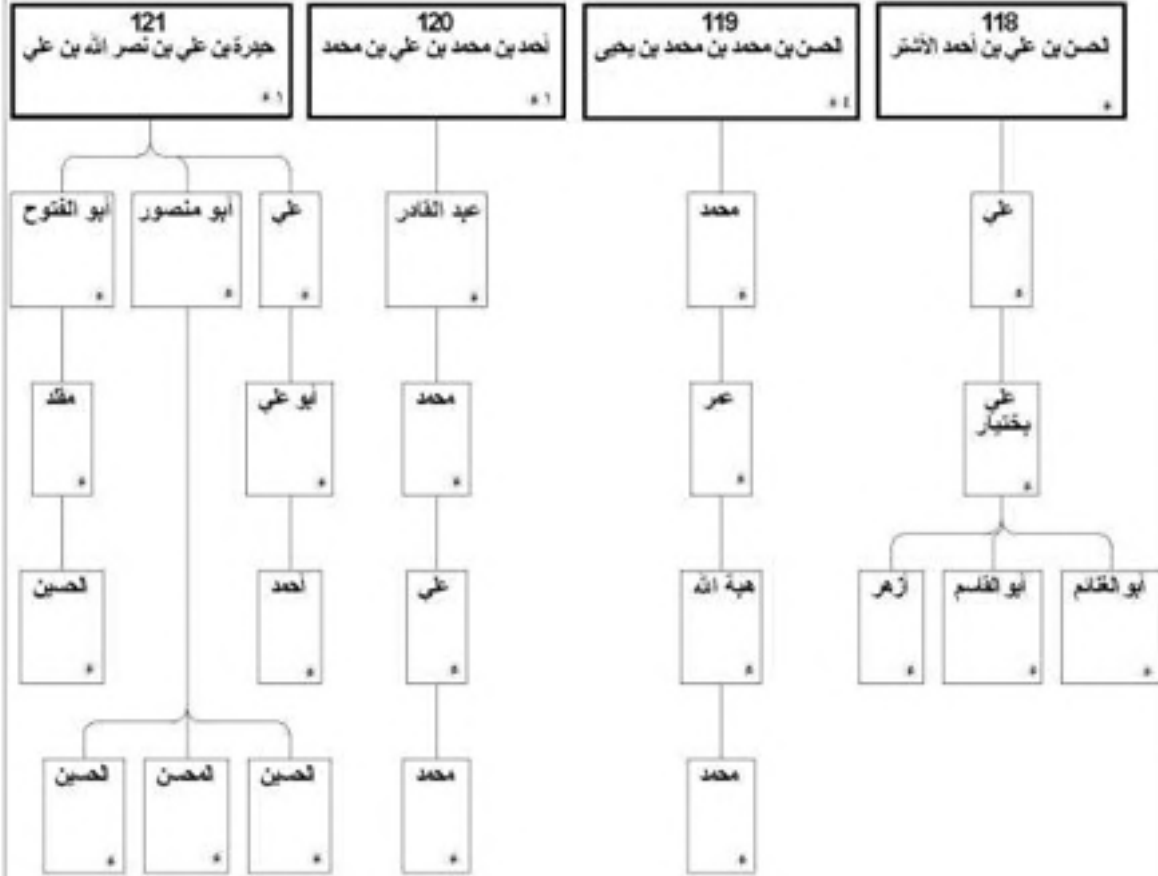 118
الحسن بن علي بن أحمد الأشتر
119
الحسن بن محمد بن محمد بن يحيى
120
أحمد بن محمد بن علي بن محمد
121
حيدرة بن علي بن نصر الله بن علي
علي
محمد
عبد القادر
علي
أبو منصور
أبو الفتوح
علي
بختيار
عمر
محمد
أبو علي
مقلد
أبو الغنائم
أبو القاسم
أزهر
هبة الله
علي
أحمد
الحسين
محمد
محمد
الحسين
المحسن
الحسين